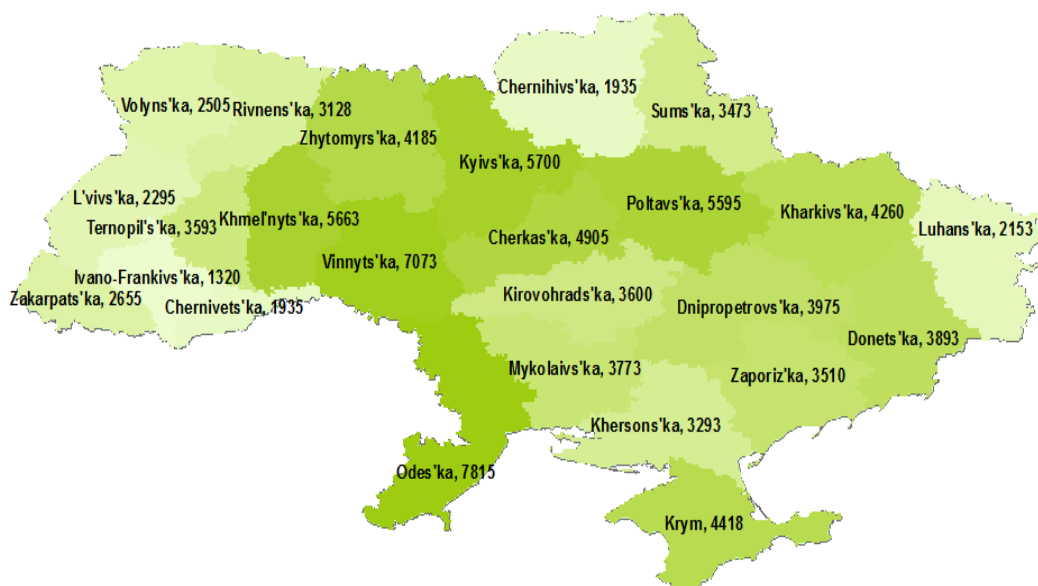 Chernihivs'ka, 1935
Volyns'ka, 2505
Rivnens'ka, 3128
Sums'ka, 3473
Zhytomyrs'ka, 4185
Kyivs'ka, 5700
L'vivs'ka, 2295
Poltavs'ka, 5595
Kharkivs'ka, 4260
Ternopil's'ka, 3593
Khmel'nyts'ka, 5663
Luhans'ka, 2153
Cherkas'ka, 4905
Vinnyts'ka, 7073
Ivano-Frankivs'ka, 1320
Zakarpats'ka, 2655
Chernivets'ka, 1935
Kirovohrads'ka, 3600
Dnipropetrovs'ka, 3975
Donets'ka, 3893
Mykolaivs'ka, 3773
Zaporiz'ka, 3510
Khersons'ka, 3293
Odes'ka, 7815
Krym, 4418